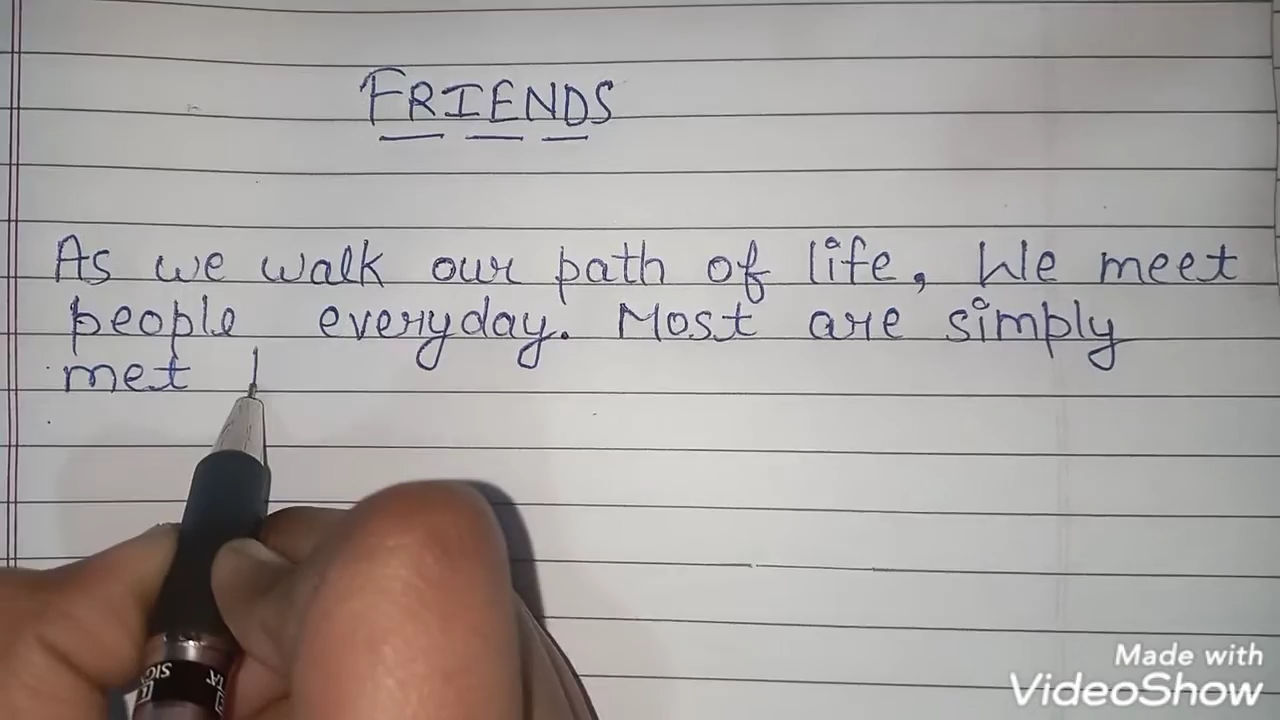 FRIENDS
As we walk our path of life, We meet
people everyday. Most are simply
met
Made with
VideoShow